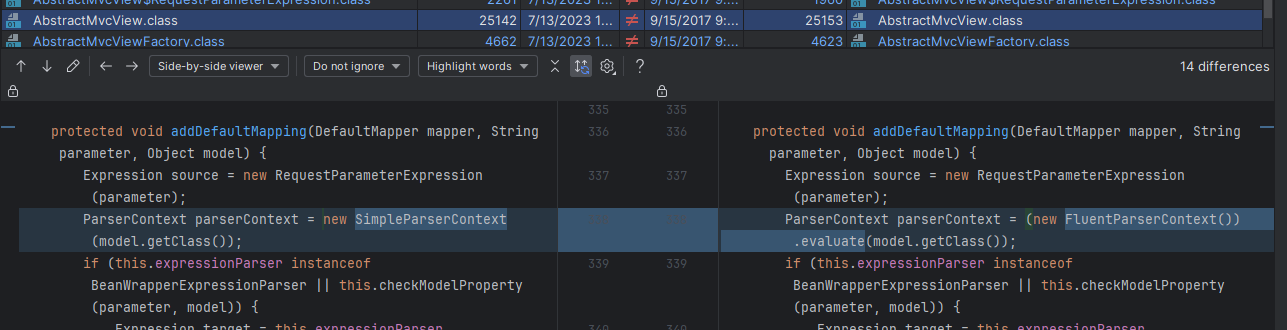 AbstractMvcView$RequestParameterExpression.class 2201 7/13/2023 1... ≠ 9/15/2017 9:... 1900 AbstractMvcView$RequestParameterExpression.class
AbstractMvcView.class 25142 7/13/2023 1... ≠ 9/15/2017 9:... 25153 AbstractMvcView.class
AbstractMvcViewFactory.class 4662 7/13/2023 1... ≠ 9/15/2017 9:... 4623 AbstractMvcViewFactory.class
Side-by-side viewer Do not ignore Highlight words ? 14 differences
335 335
protected void addDefaultMapping(DefaultMapper mapper, String 336 336 protected void addDefaultMapping(DefaultMapper mapper, String
parameter, Object model) { parameter, Object model) {
Expression source = new RequestParameterExpression 337 337 Expression source = new RequestParameterExpression
(parameter); (parameter);
ParserContext parserContext = new SimpleParserContext ParserContext parserContext = (new FluentParserContext())
(model.getClass()); .evaluate(model.getClass());
if (this.expressionParser instanceof 339 339 if (this.expressionParser instanceof
BeanWrapperExpressionParser || this.checkModelProperty BeanWrapperExpressionParser || this.checkModelProperty
(parameter, model)) { (parameter, model)) {
Expression target = this.expressionParser 340 340 Expression target = this.expressionParser